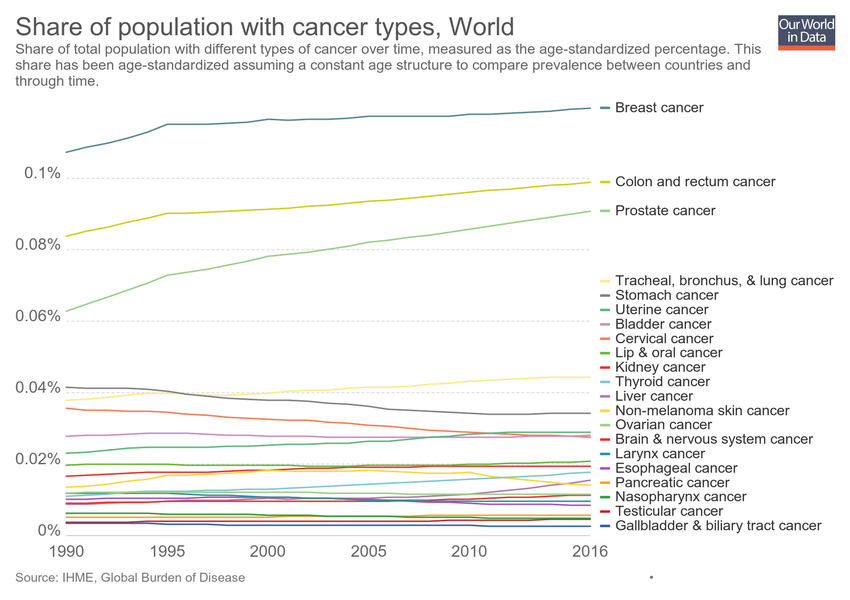 Share of population with cancer types, World
Our World
in Data
Share of total population with different types of cancer over time, measured as the age-standardized percentage. This
share has been age-standardized assuming a constant age structure to compare prevalence between countries and
through time.
Breast cancer
0.1%
Colon and rectum cancer
Prostate cancer
0.08%
0.06%
Tracheal, bronchus, & lung cancer
Stomach cancer
Uterine cancer
Bladder cancer
Cervical cancer
Lip & oral cancer
Kidney cancer
Thyroid cancer
0.04%
Liver cancer
Non-melanoma skin cancer
Ovarian cancer
Brain & nervous system cancer
Larynx cancer
0.02%
Esophageal cancer
Pancreatic cancer
Nasopharynx cancer
Testicular cancer
Gallbladder & biliary tract cancer
0%
1990 1995 2000 2005 2010 2016
Source: IHME, Global Burden of Disease